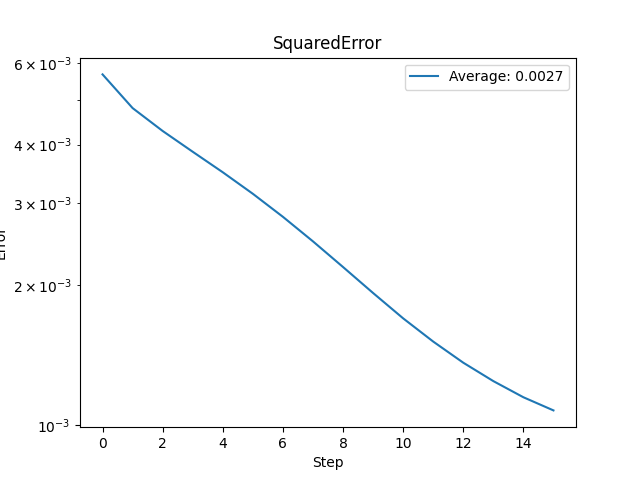 SquaredError
Average: 0.0027
6 × 10⁻³
4 × 10⁻³
3 × 10⁻³
2 × 10⁻³
10⁻³
Error
0 2 4 6 8 10 12 14
Step